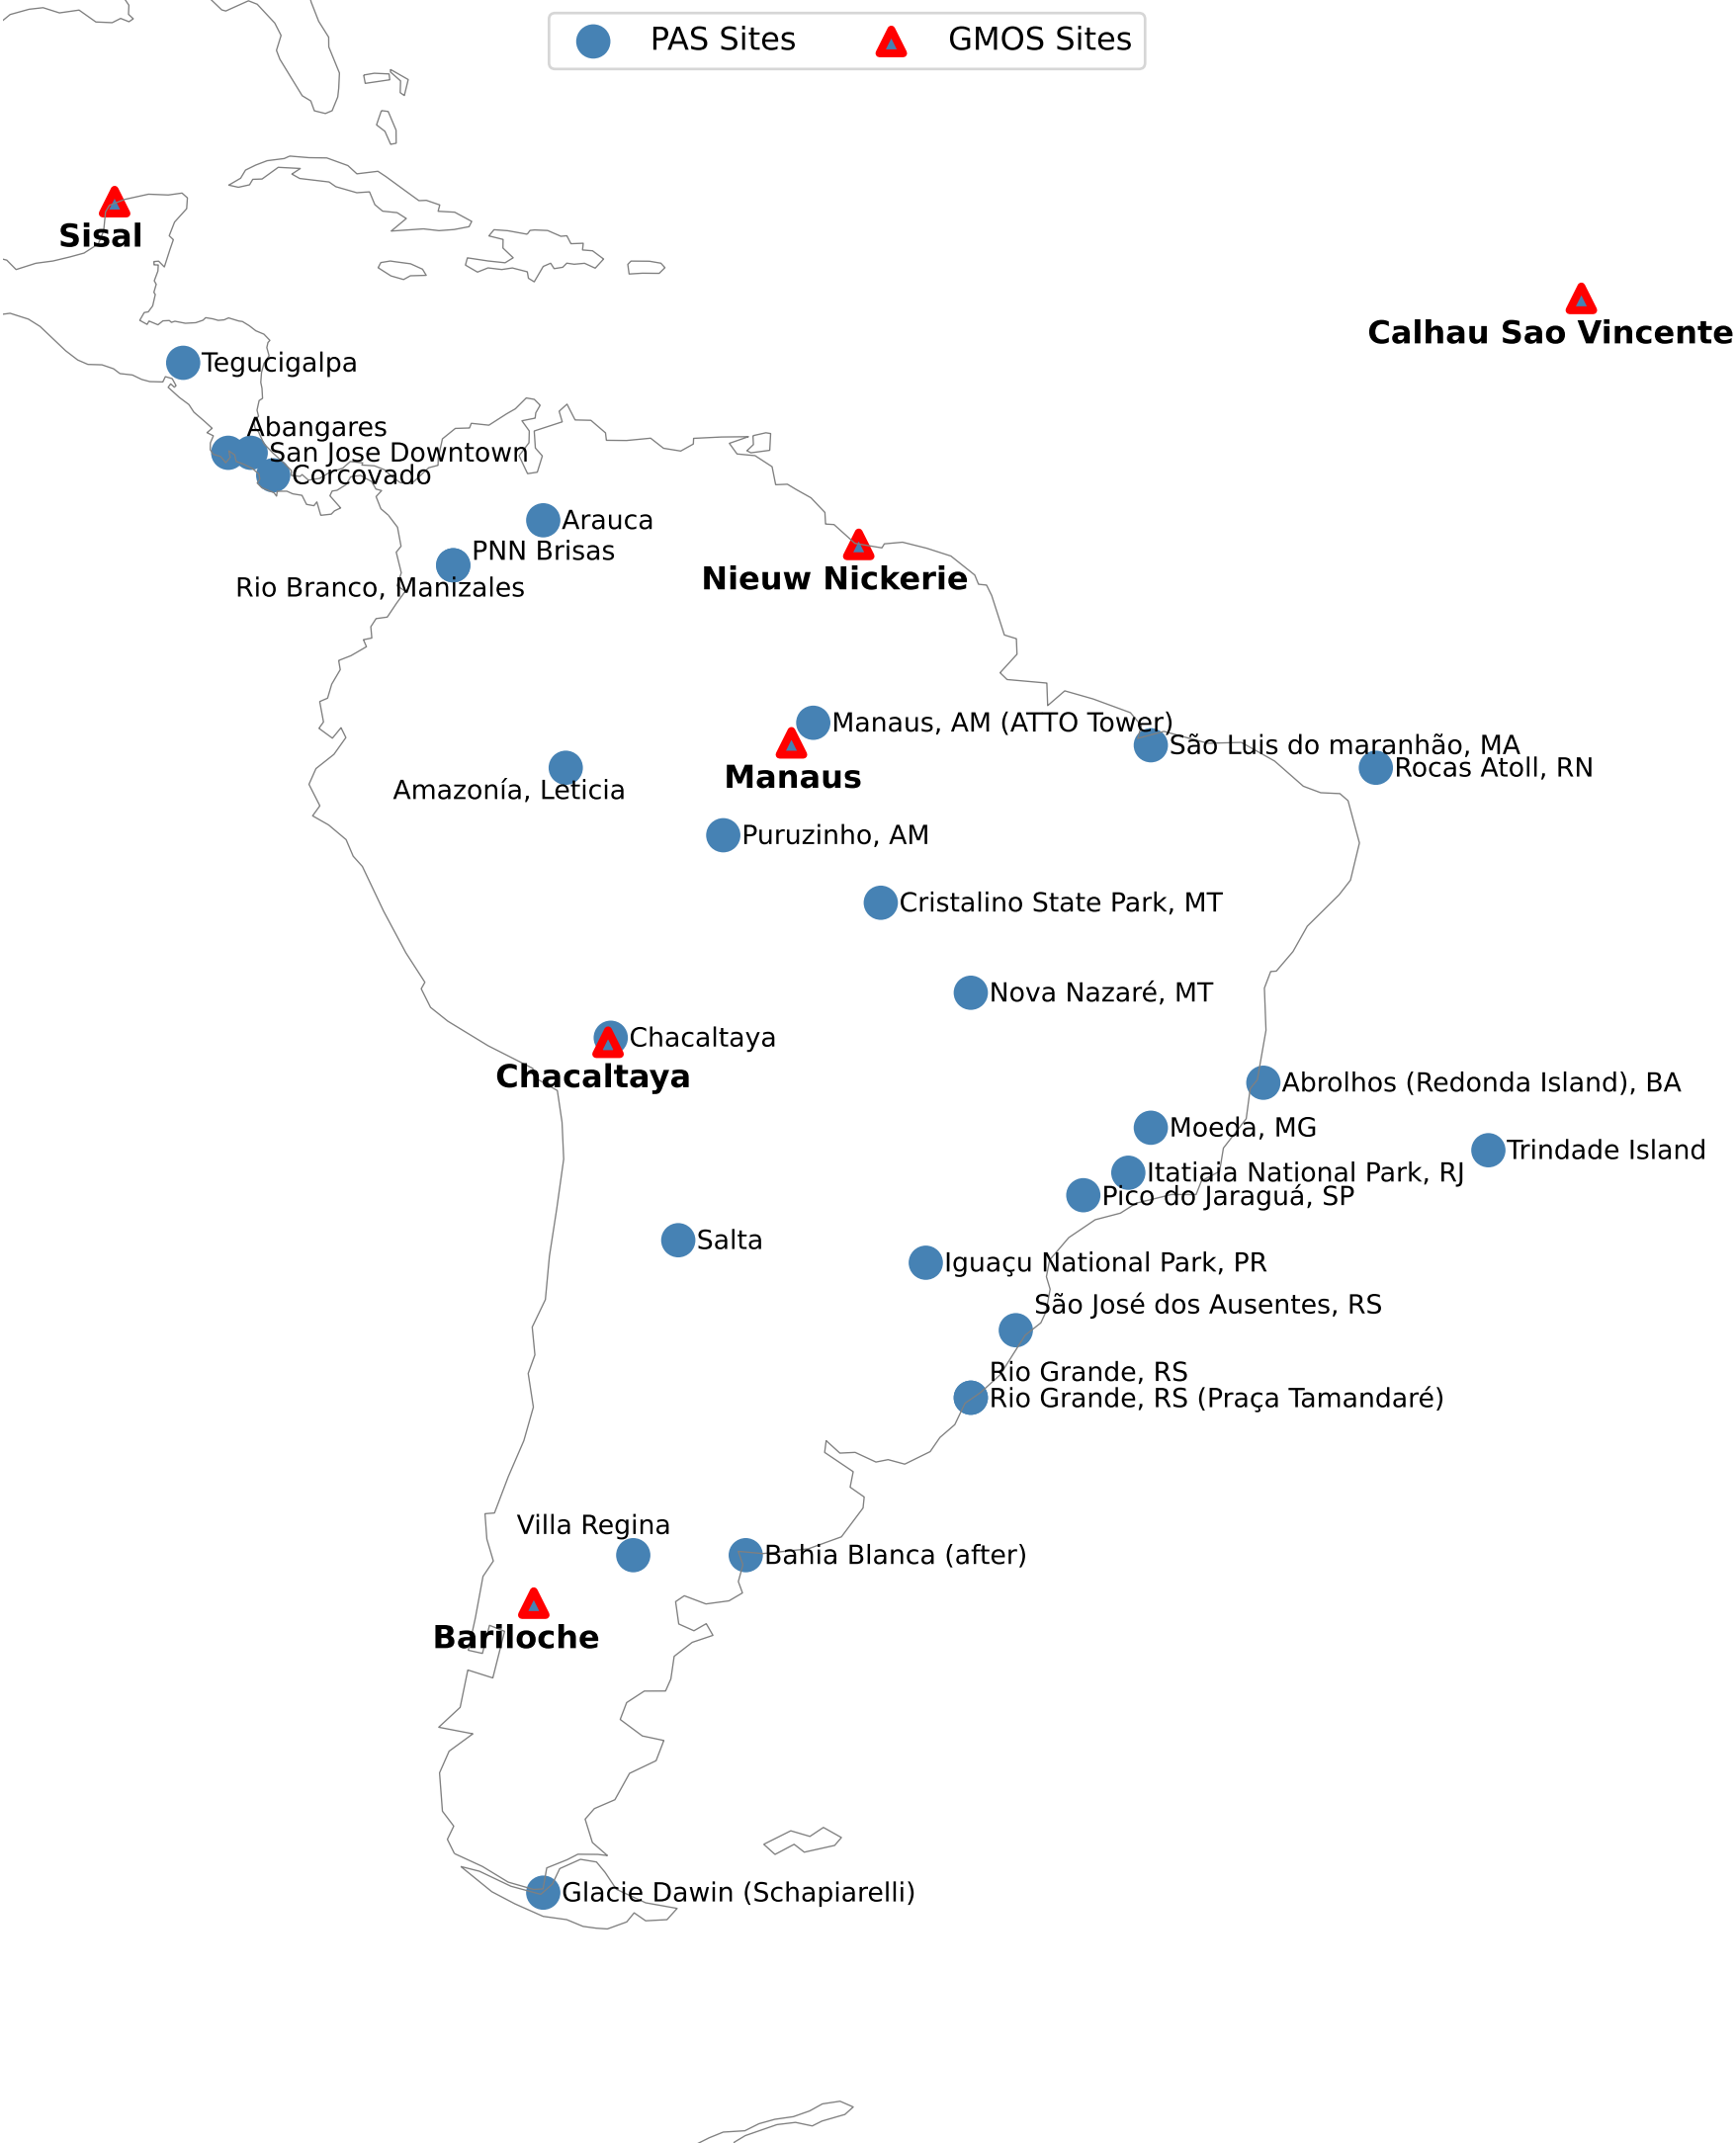 PAS Sites
GMOS Sites
Sisal
Calhau Sao Vincente
Tegucigalpa
Abangares
San Jose Downtown
Corcovado
Arauca
PNN Brisas
Rio Branco, Manizales
Nieuw Nickerie
Manaus, AM (ATTO Tower)
São Luis do maranhão, MA
Rocas Atoll, RN
Manaus
Amazonía, Leticia
Puruzinho, AM
Cristalino State Park, MT
Nova Nazaré, MT
Chacaltaya
Chacaltaya
Abrolhos (Redonda Island), BA
Moeda, MG
Trindade Island
Itatiaia National Park, RJ
Pico do Jaraguá, SP
Salta
Iguaçu National Park, PR
São José dos Ausentes, RS
Rio Grande, RS
Rio Grande, RS (Praça Tamandaré)
Villa Regina
Bahia Blanca (after)
Bariloche
Glacie Dawin (Schapiarelli)